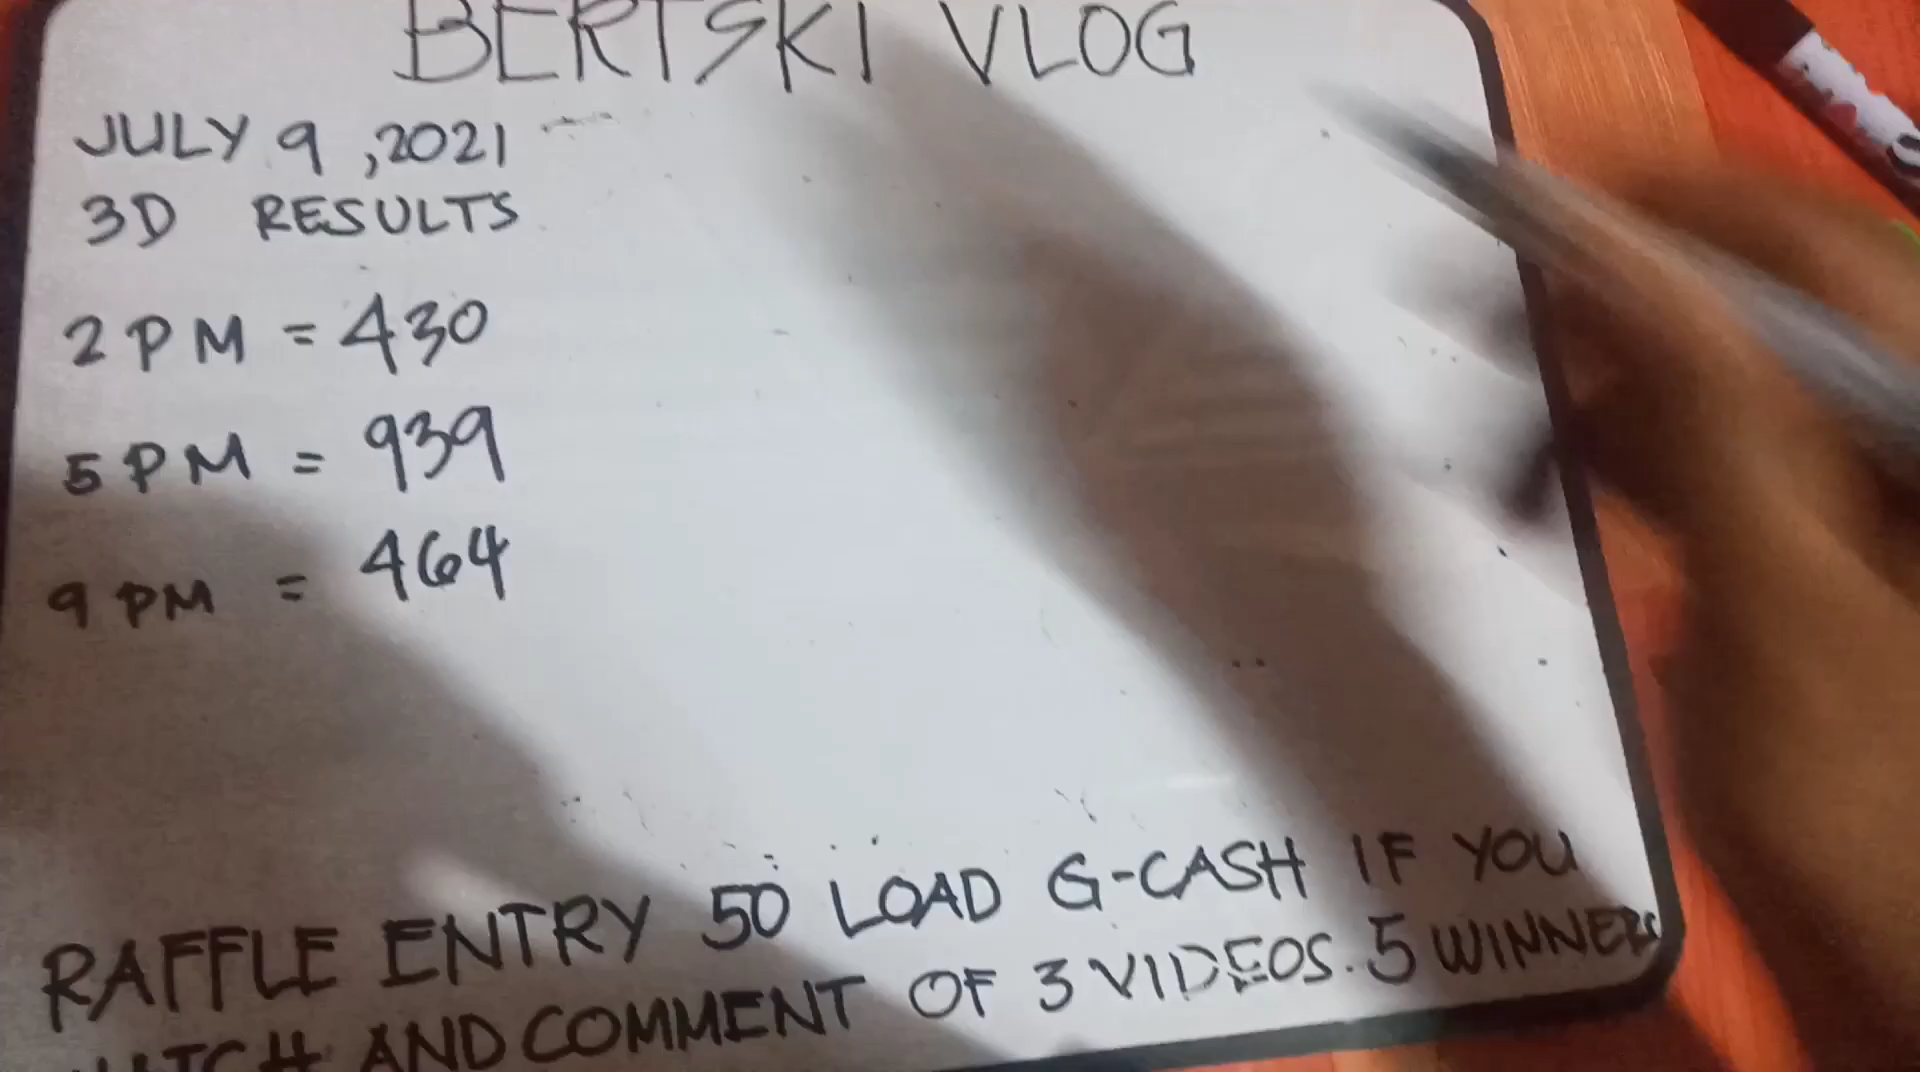 BERTSKI VLOG
JULY 9, 2021
3D RESULTS
2 PM = 430
5 PM = 939
9 PM = 464
RAFFLE ENTRY 50 LOAD G-CASH IF YOU
AND COMMENT OF 3 VIDEOS. 5 WINNERS